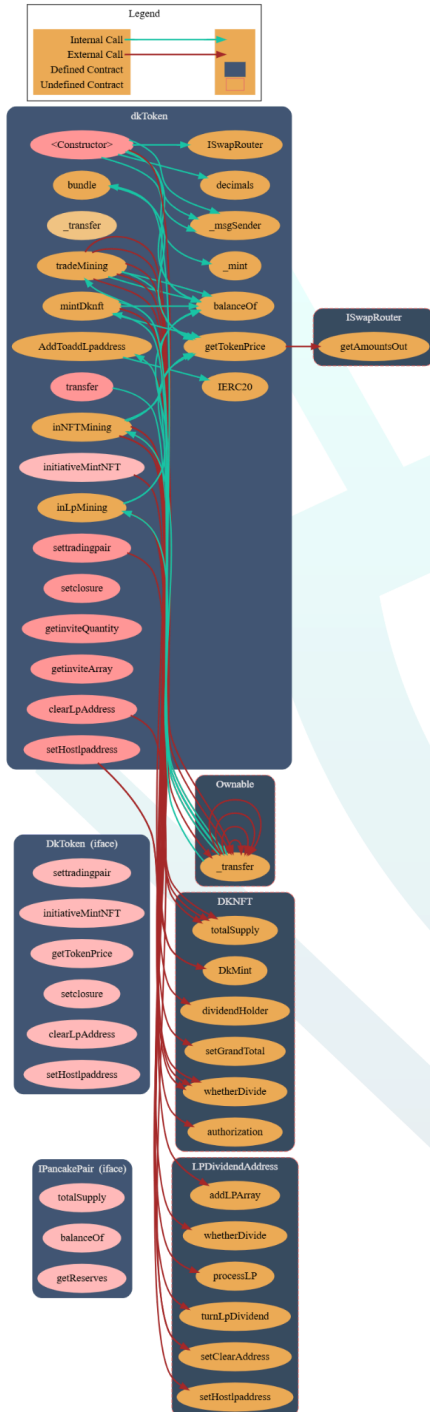 Legend
Internal Call
External Call
Defined Contract
Undefined Contract
dkToken
<Constructor>
ISwapRouter
bundle
decimals
_transfer
_msgSender
tradeMining
_mint
mintDknft
balanceOf
AddToaddLpaddress
getTokenPrice
transfer
IERC20
inNFTMining
initiativeMintNFT
inLpMining
settradingpair
setclosure
getinviteQuantity
getinviteArray
clearLpAddress
setHostlpaddress
ISwapRouter
getAmountsOut
Ownable
_transfer
DkToken (iface)
settradingpair
initiativeMintNFT
getTokenPrice
setclosure
clearLpAddress
setHostlpaddress
DKNFT
totalSupply
DkMint
dividendHolder
setGrandTotal
whetherDivide
authorization
IPancakePair (iface)
totalSupply
balanceOf
getReserves
LPDividendAddress
addLPArray
whetherDivide
processLP
turnLpDividend
setClearAddress
setHostlpaddress